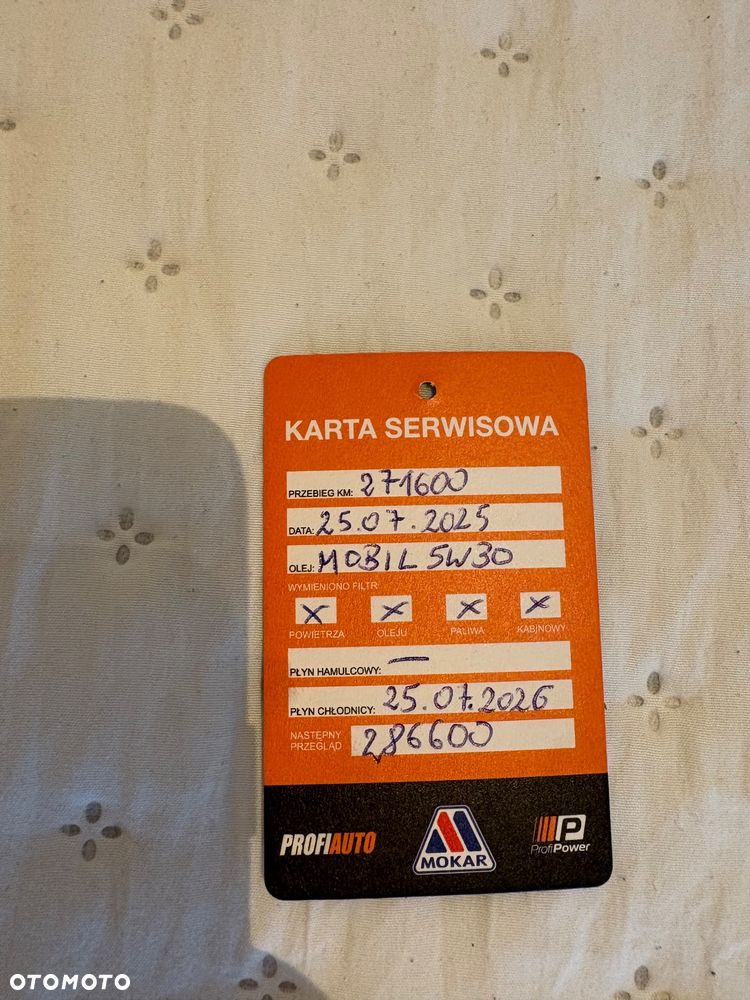 KARTA SERWISOWA
PRZEBIEG KM: 271600
DATA: 25.07.2025
OLEJ: MOBIL 5W30
WYMIENIONO FILTR
X X X X
POWIETRZA OLEJU PALIWA KABINOWY
PŁYN HAMULCOWY: —
PŁYN CHŁODNICY: 25.07.2026
NASTĘPNY PRZEGLĄD 286600
PROFIAUTO MOKAR P ProfiPower
OTOMOTO